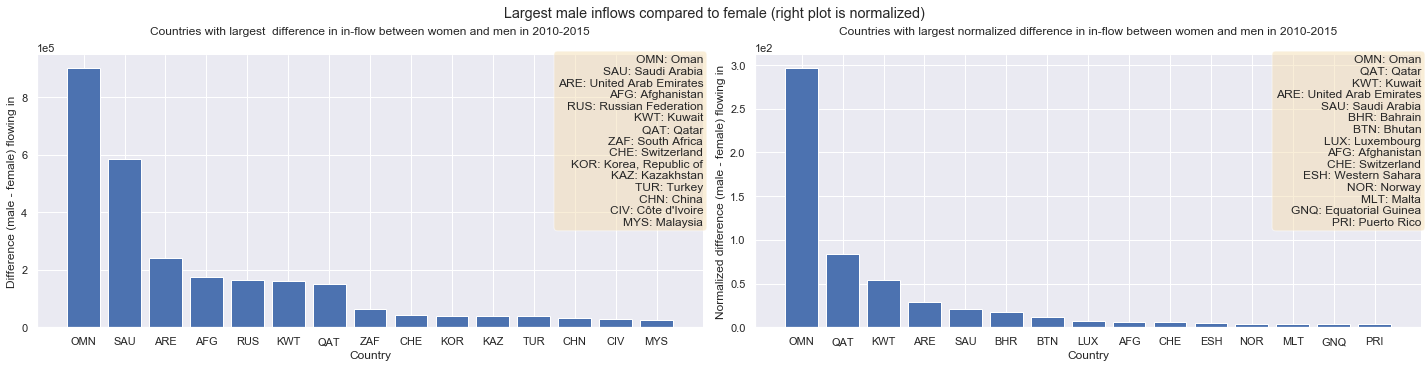 Largest male inflows compared to female (right plot is normalized)
Countries with largest  difference in in-flow between women and men in 2010-2015
1e5
Difference (male - female) flowing in
8
6
4
2
0
OMN: Oman
SAU: Saudi Arabia
ARE: United Arab Emirates
AFG: Afghanistan
RUS: Russian Federation
KWT: Kuwait
QAT: Qatar
ZAF: South Africa
CHE: Switzerland
KOR: Korea, Republic of
KAZ: Kazakhstan
TUR: Turkey
CHN: China
CIV: Côte d'Ivoire
MYS: Malaysia
OMN SAU ARE AFG RUS KWT QAT ZAF CHE KOR KAZ TUR CHN CIV MYS
Country
Countries with largest normalized difference in in-flow between women and men in 2010-2015
1e2
Normalized difference (male - female) flowing in
3.0
2.5
2.0
1.5
1.0
0.5
0.0
OMN: Oman
QAT: Qatar
KWT: Kuwait
ARE: United Arab Emirates
SAU: Saudi Arabia
BHR: Bahrain
BTN: Bhutan
LUX: Luxembourg
AFG: Afghanistan
CHE: Switzerland
ESH: Western Sahara
NOR: Norway
MLT: Malta
GNQ: Equatorial Guinea
PRI: Puerto Rico
OMN QAT KWT ARE SAU BHR BTN LUX AFG CHE ESH NOR MLT GNQ PRI
Country